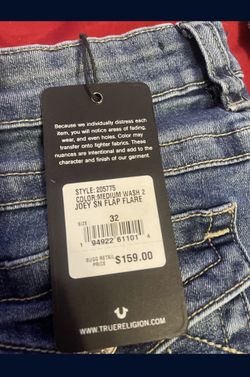 Because we individually distress each
item, you will notice areas of fading,
wear, and even holes. Color may
transfer onto lighter fabrics. These
nuances are intentional and add to the
character and finish of our garment.
STYLE: 205775
COLOR:MEDIUM WASH 2
JOEY SN FLAP FLARE
SIZE
32
1 94922 61101 6
SUGG RETAIL
PRICE
$159.00
WWW.TRUERELIGION.COM